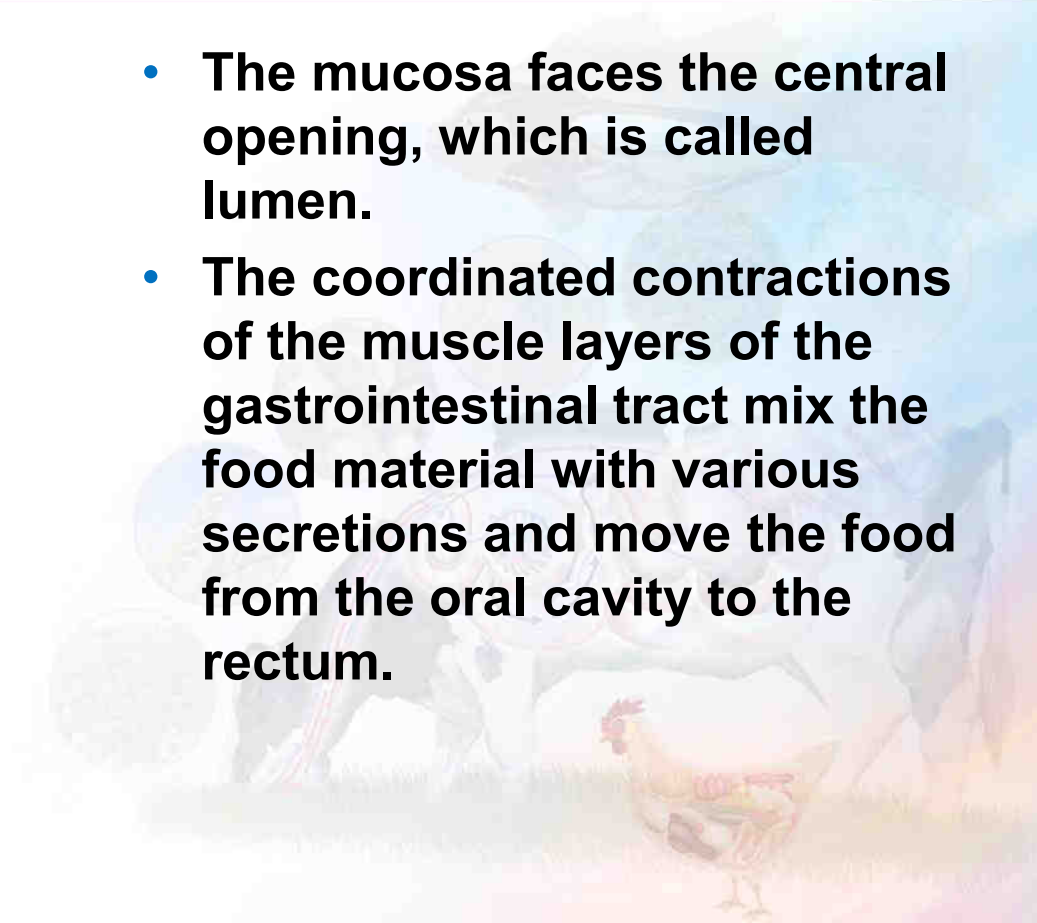 • The mucosa faces the central
opening, which is called
lumen.
• The coordinated contractions
of the muscle layers of the
gastrointestinal tract mix the
food material with various
secretions and move the food
from the oral cavity to the
rectum.